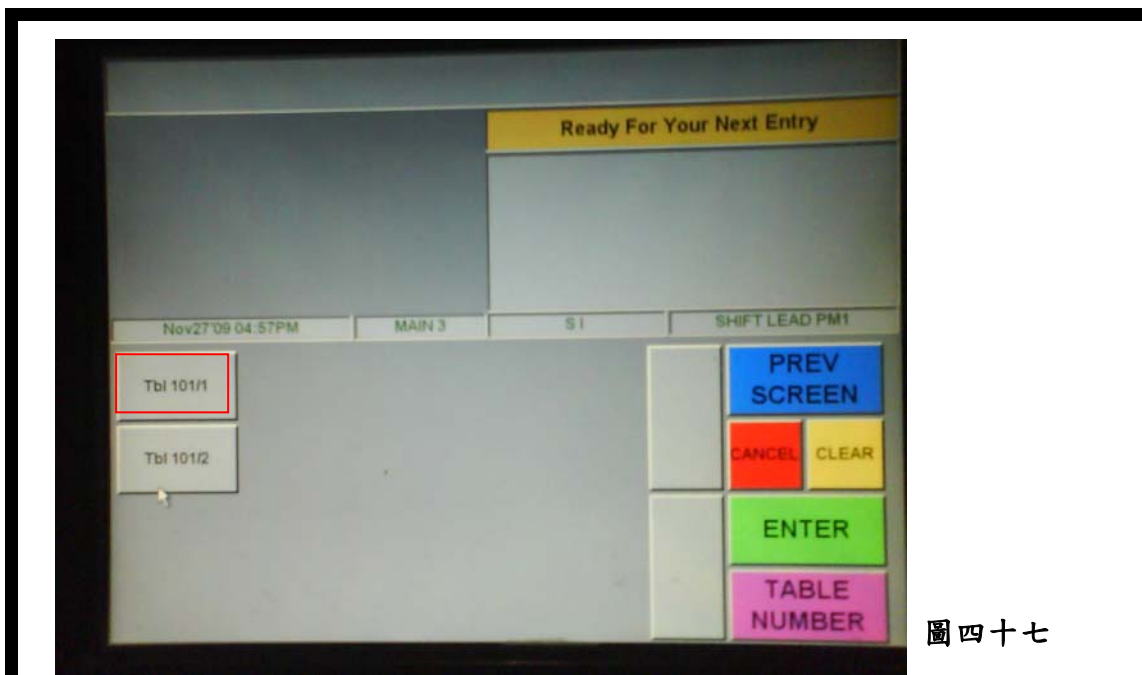 Ready For Your Next Entry
Nov27'09 04:57PM
MAIN 3
S I
SHIFT LEAD PM1
Tbl 101/1
PREV
SCREEN
Tbl 101/2
CANCEL
CLEAR
ENTER
TABLE
NUMBER
圖四十七